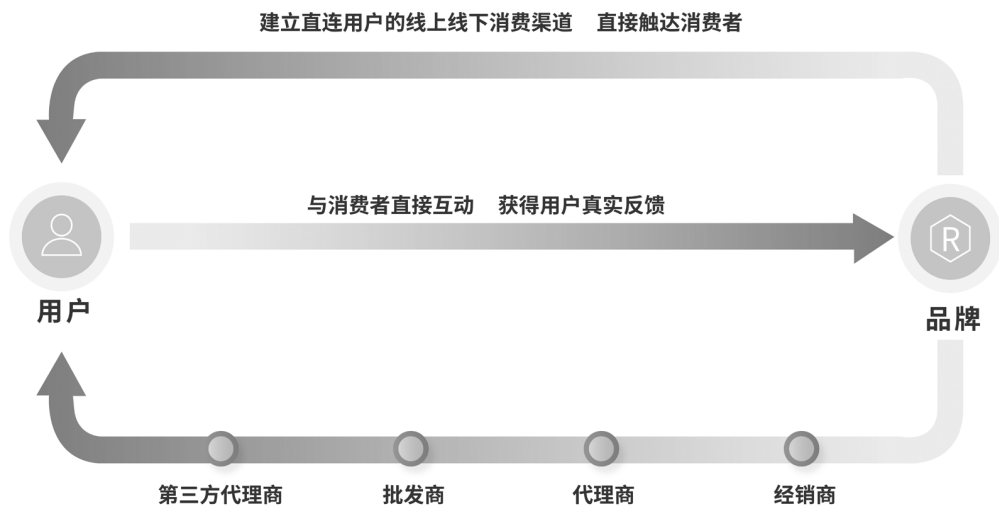 建立直连用户的线上线下消费渠道 直接触达消费者
与消费者直接互动 获得用户真实反馈
R
用户
品牌
第三方代理商 批发商 代理商 经销商